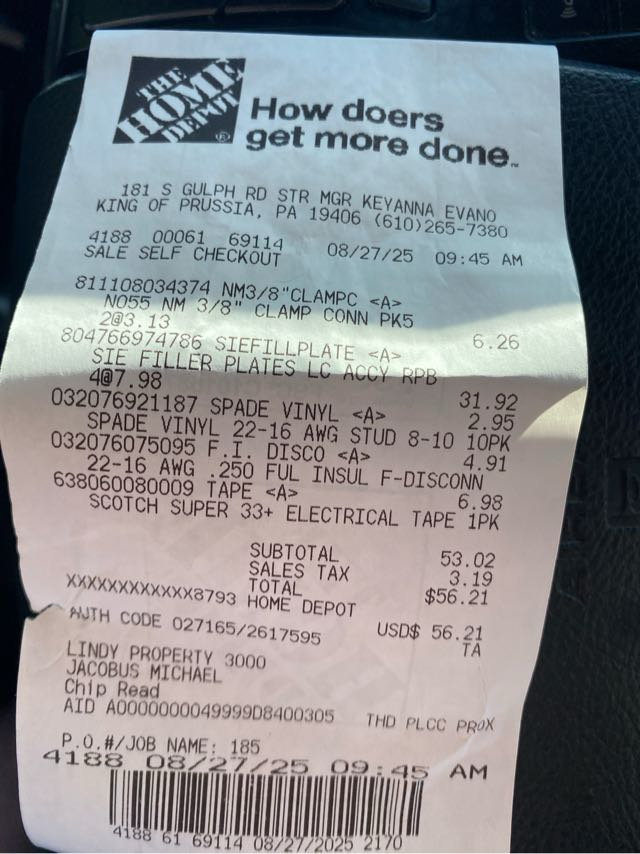 THE
HOME
DEPOT
How doers
get more done.
181 S GULPH RD STR MGR KEYANNA EVANO
KING OF PRUSSIA, PA 19406 (610)265-7380
4188 00061 69114 08/27/25 09:45 AM
SALE SELF CHECKOUT
811108034374 NM3/8"CLAMPC <A>
NO55 NM 3/8" CLAMP CONN PK5
2@3.13 6.26
804766974786 SIEFILLPLATE <A>
SIE FILLER PLATES LC ACCY RPB
4@7.98 31.92
032076921187 SPADE VINYL <A> 2.95
SPADE VINYL 22-16 AWG STUD 8-10 10PK
032076075095 F.I. DISCO <A> 4.91
22-16 AWG .250 FUL INSUL F-DISCONN
638060080009 TAPE <A> 6.98
SCOTCH SUPER 33+ ELECTRICAL TAPE 1PK
SUBTOTAL 53.02
SALES TAX 3.19
TOTAL $56.21
XXXXXXXXXXXX8793 HOME DEPOT
USD$ 56.21
AUTH CODE 027165/2617595 TA
LINDY PROPERTY 3000
JACOBUS MICHAEL
Chip Read
AID A0000000049999D8400305 THD PLCC PROX
P.O.#/JOB NAME: 185
4188 08/27/25 09:45 AM
4188 61 69114 08/27/2025 2170